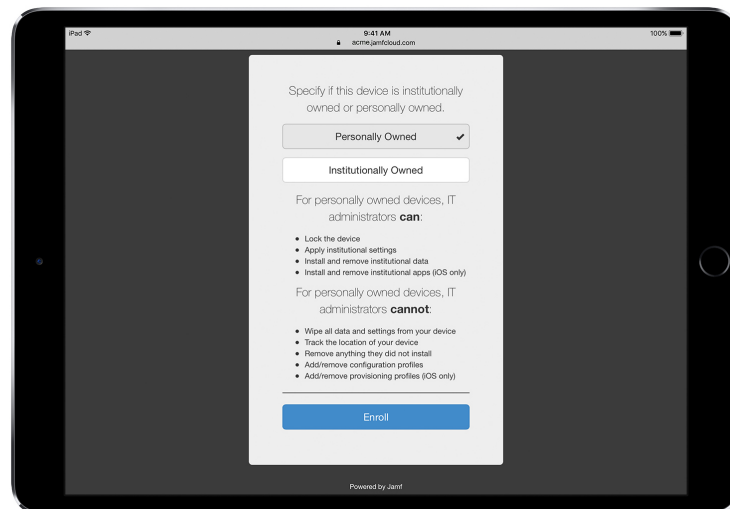 iPad 9:41 AM 100%
acme.jamfcloud.com
Specify if this device is institutionally
owned or personally owned.
Personally Owned
Institutionally Owned
For personally owned devices, IT
administrators can:
• Lock the device
• Apply institutional settings
• Install and remove institutional data
• Install and remove institutional apps (iOS only)
For personally owned devices, IT
administrators cannot:
• Wipe all data and settings from your device
• Track the location of your device
• Remove anything they did not install
• Add/remove configuration profiles
• Add/remove provisioning profiles (iOS only)
Enroll
Powered by Jamf